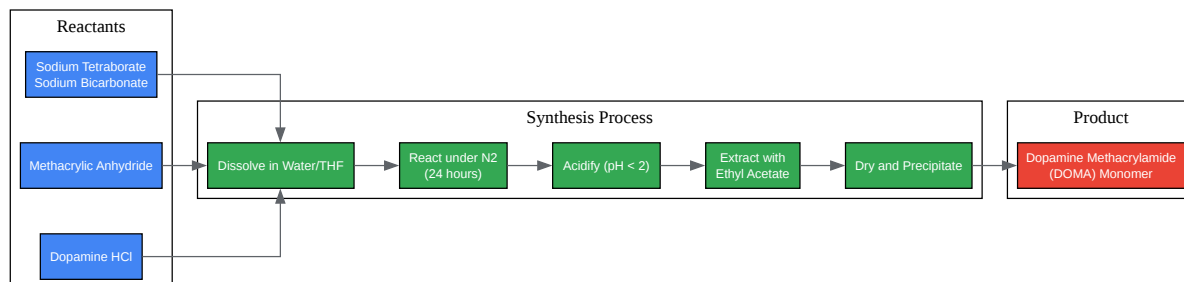 Reactants
Sodium Tetraborate
Sodium Bicarbonate
Methacrylic Anhydride
Dopamine HCl
Synthesis Process
Dissolve in Water/THF
React under N2
(24 hours)
Acidify (pH < 2)
Extract with
Ethyl Acetate
Dry and Precipitate
Product
Dopamine Methacrylamide
(DOMA) Monomer